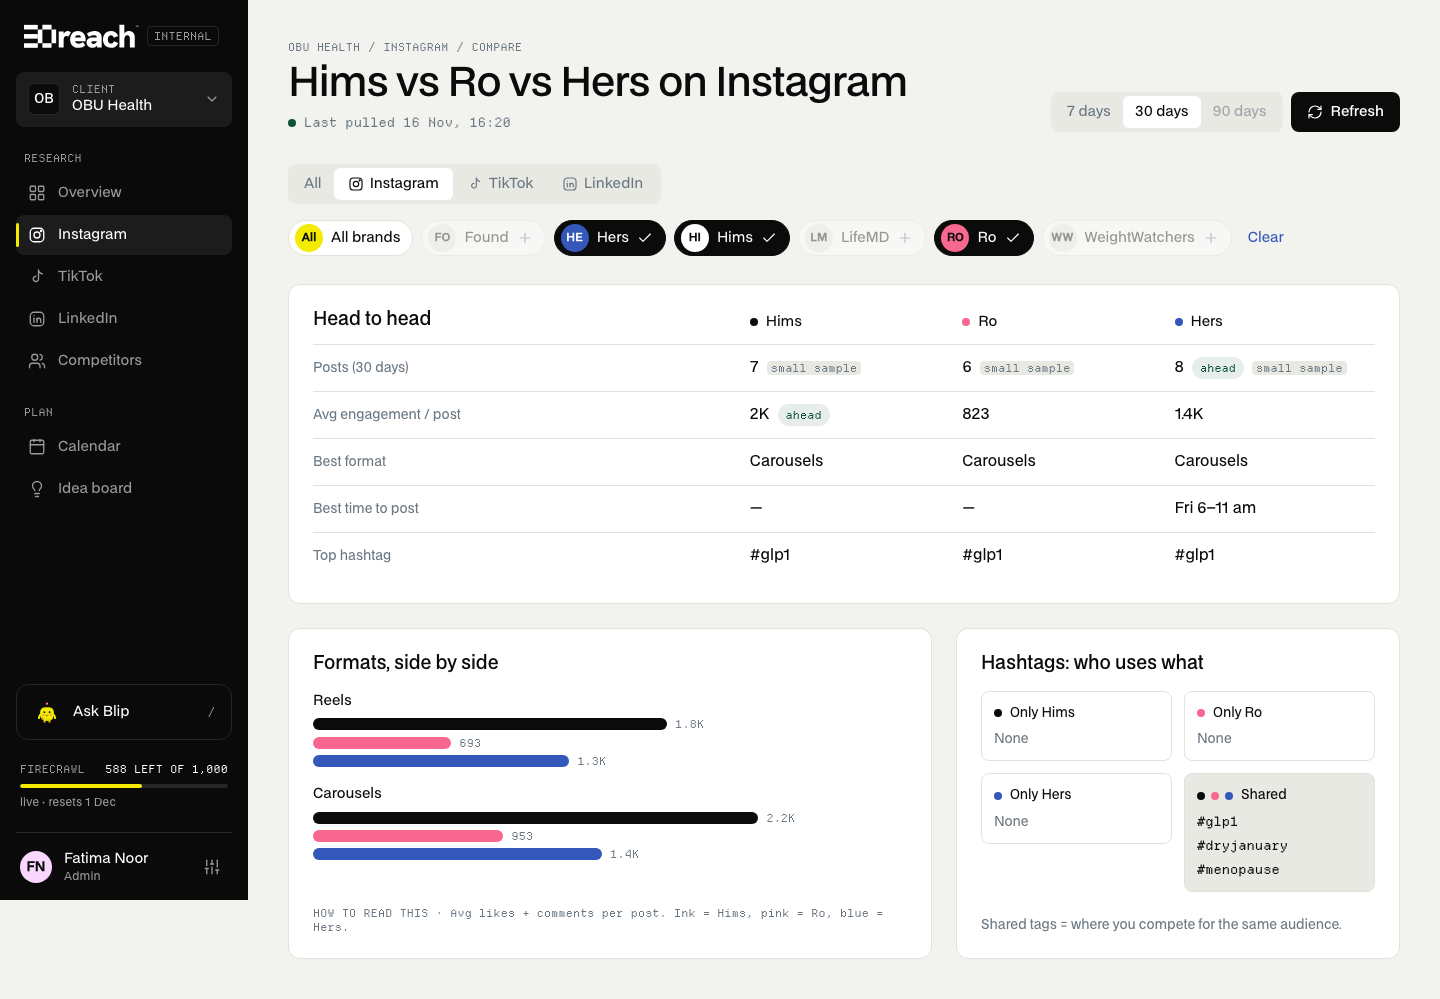 reach INTERNAL
OB CLIENT
OBU Health
RESEARCH
Overview
Instagram
TikTok
LinkedIn
Competitors
PLAN
Calendar
Idea board
Ask Blip /
FIRECRAWL 588 LEFT OF 1,000
live · resets 1 Dec
FN Fatima Noor
Admin
OBU HEALTH / INSTAGRAM / COMPARE
Hims vs Ro vs Hers on Instagram
Last pulled 16 Nov, 16:20
7 days 30 days 90 days Refresh
All Instagram TikTok LinkedIn
All All brands FO Found HE Hers HI Hims LM LifeMD RO Ro WW WeightWatchers Clear
Head to head Hims Ro Hers
Posts (30 days) 7 small sample 6 small sample 8 ahead small sample
Avg engagement / post 2K ahead 823 1.4K
Best format Carousels Carousels Carousels
Best time to post — — Fri 6–11 am
Top hashtag #glp1 #glp1 #glp1
Formats, side by side
Reels
1.8K
693
1.3K
Carousels
2.2K
953
1.4K
HOW TO READ THIS · Avg likes + comments per post. Ink = Hims, pink = Ro, blue =
Hers.
Hashtags: who uses what
Only Hims
None
Only Ro
None
Only Hers
None
Shared
#glp1
#dryjanuary
#menopause
Shared tags = where you compete for the same audience.